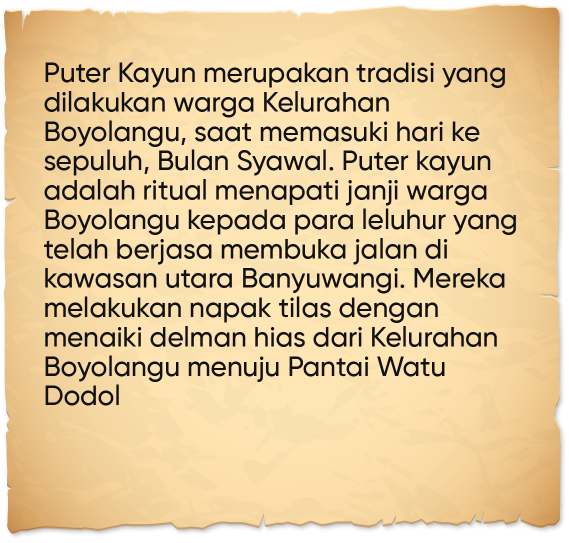 Puter Kayun merupakan tradisi yang
dilakukan warga Kelurahan
Boyolangu, saat memasuki hari ke
sepuluh, Bulan Syawal. Puter kayun
adalah ritual menapati janji warga
Boyolangu kepada para leluhur yang
telah berjasa membuka jalan di
kawasan utara Banyuwangi. Mereka
melakukan napak tilas dengan
menaiki delman hias dari Kelurahan
Boyolangu menuju Pantai Watu
Dodol